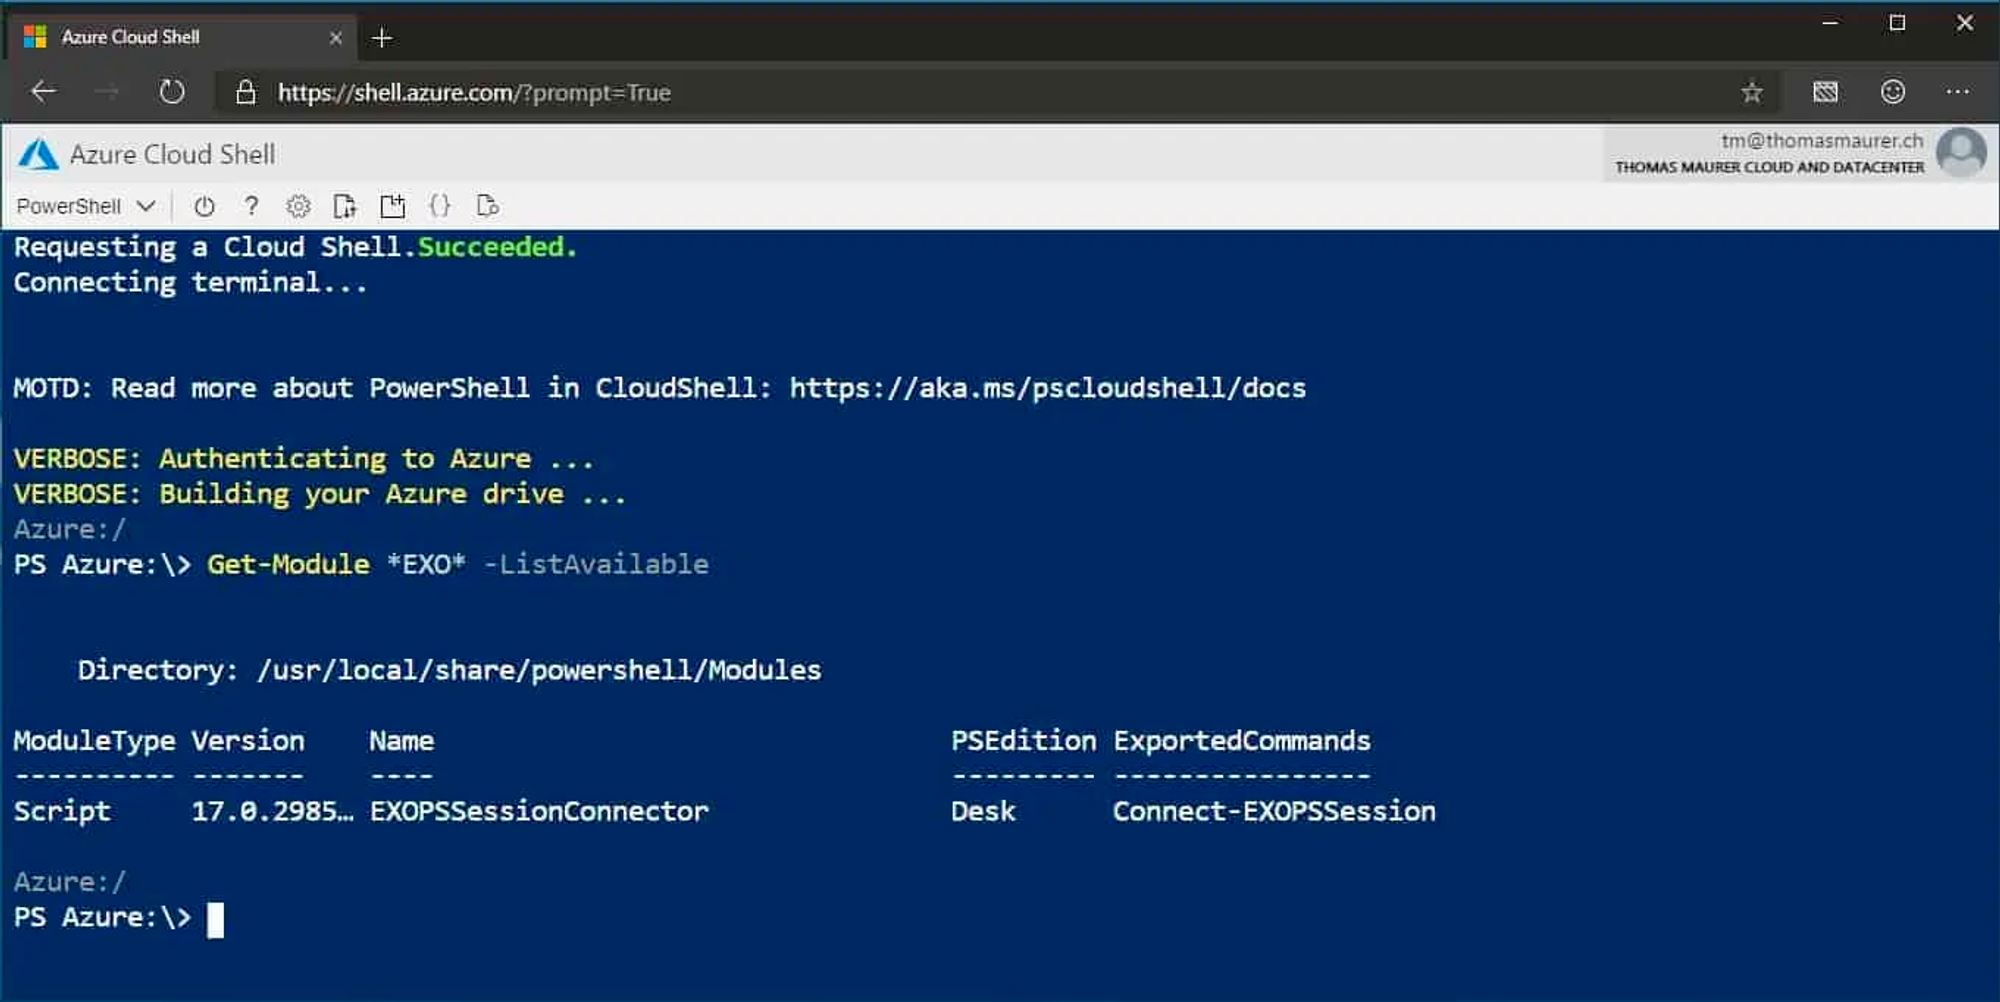 Azure Cloud Shell
https://shell.azure.com/?prompt=True
Azure Cloud Shell
tm@thomasmaurer.ch
THOMAS MAURER CLOUD AND DATACENTER
PowerShell
Requesting a Cloud Shell.Succeeded.
Connecting terminal...
MOTD: Read more about PowerShell in CloudShell: https://aka.ms/pscloudshell/docs
VERBOSE: Authenticating to Azure ...
VERBOSE: Building your Azure drive ...
Azure:/
PS Azure:\> Get-Module *EXO* -ListAvailable
Directory: /usr/local/share/powershell/Modules
ModuleType Version    Name                                PSEdition ExportedCommands
---------- -------    ----                                --------- ----------------
Script     17.0.2985… EXOPSSessionConnector               Desk      Connect-EXOPSSession
Azure:/
PS Azure:\>